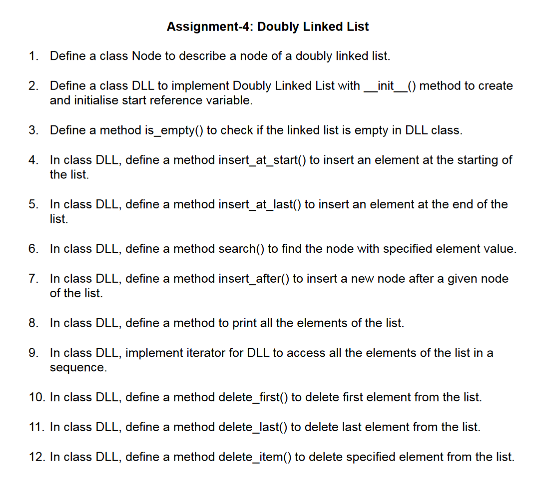 Assignment-4: Doubly Linked List
1. Define a class Node to describe a node of a doubly linked list.
2. Define a class DLL to implement Doubly Linked List with __init__() method to create
and initialise start reference variable.
3. Define a method is_empty() to check if the linked list is empty in DLL class.
4. In class DLL, define a method insert_at_start() to insert an element at the starting of
the list.
5. In class DLL, define a method insert_at_last() to insert an element at the end of the
list.
6. In class DLL, define a method search() to find the node with specified element value.
7. In class DLL, define a method insert_after() to insert a new node after a given node
of the list.
8. In class DLL, define a method to print all the elements of the list.
9. In class DLL, implement iterator for DLL to access all the elements of the list in a
sequence.
10. In class DLL, define a method delete_first() to delete first element from the list.
11. In class DLL, define a method delete_last() to delete last element from the list.
12. In class DLL, define a method delete_item() to delete specified element from the list.